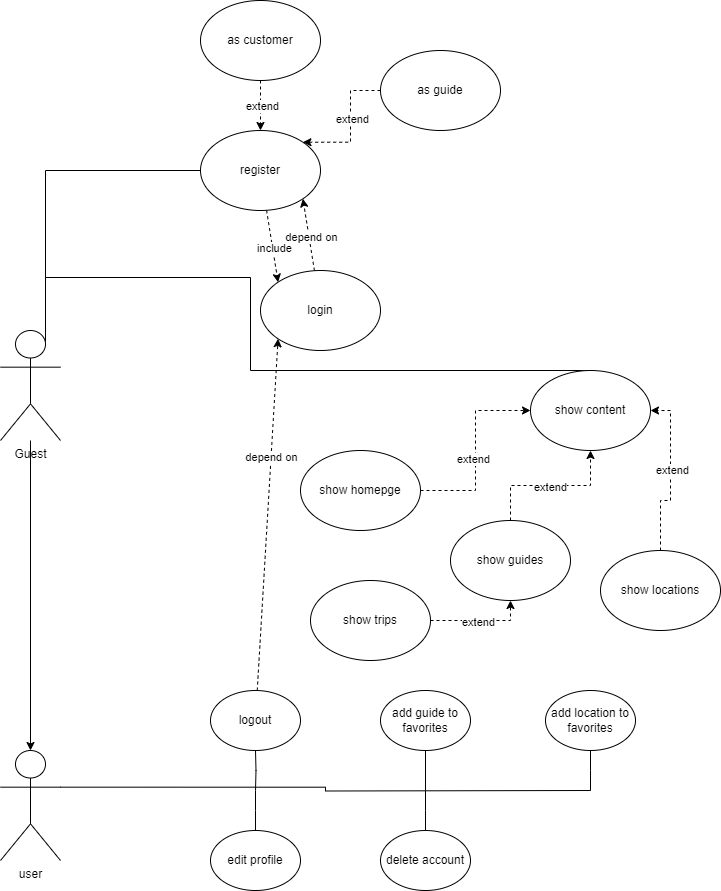 as customer
as guide
extend
extend
register
depend on
include
login
Guest
show content
depend on
extend
extend
show homepge
extend
show guides
show locations
show trips
extend
logout
add guide to
favorites
add location to
favorites
user
edit profile
delete account